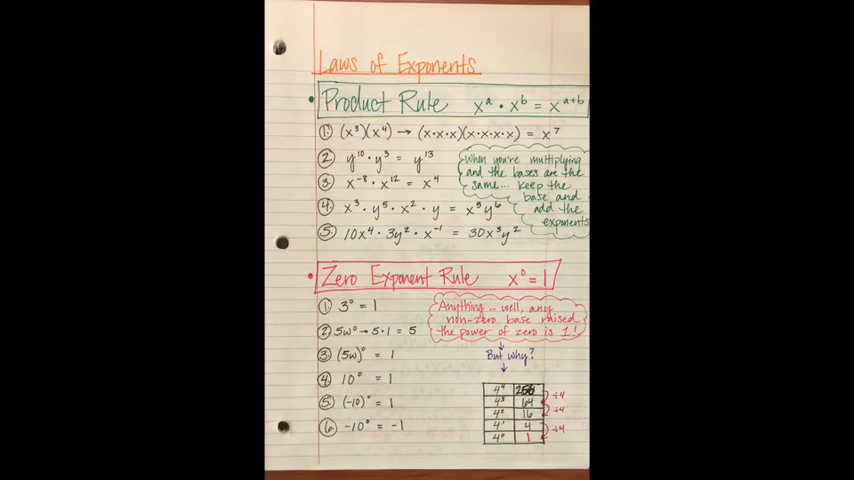 Laws of Exponents
• Product Rule xᵃ • xᵇ = xᵃ⁺ᵇ
① (x³)(x⁴) → (x•x•x)(x•x•x•x) = x⁷
② y¹⁰ • y³ = y¹³
③ x⁻⁸ • x¹² = x⁴
④ x³ • y⁵ • x² • y = x⁵y⁶
⑤ 10x⁴ • 3y² • x⁻¹ = 30x³y²
When you're multiplying
and the bases are the
same... keep the
base and
add the
exponents
• Zero Exponent Rule x⁰ = 1
① 3⁰ = 1
② 5w⁰ → 5•1 = 5
③ (5w)⁰ = 1
④ 10⁰ = 1
⑤ (-10)⁰ = 1
⑥ -10⁰ = -1
Anything.. well, any
non-zero base raised
the power of zero is 1!
↓
But why?
↓
4⁴ 256
4³ 64 ÷4
4² 16 ÷4
4¹ 4
4⁰ 1 ÷4